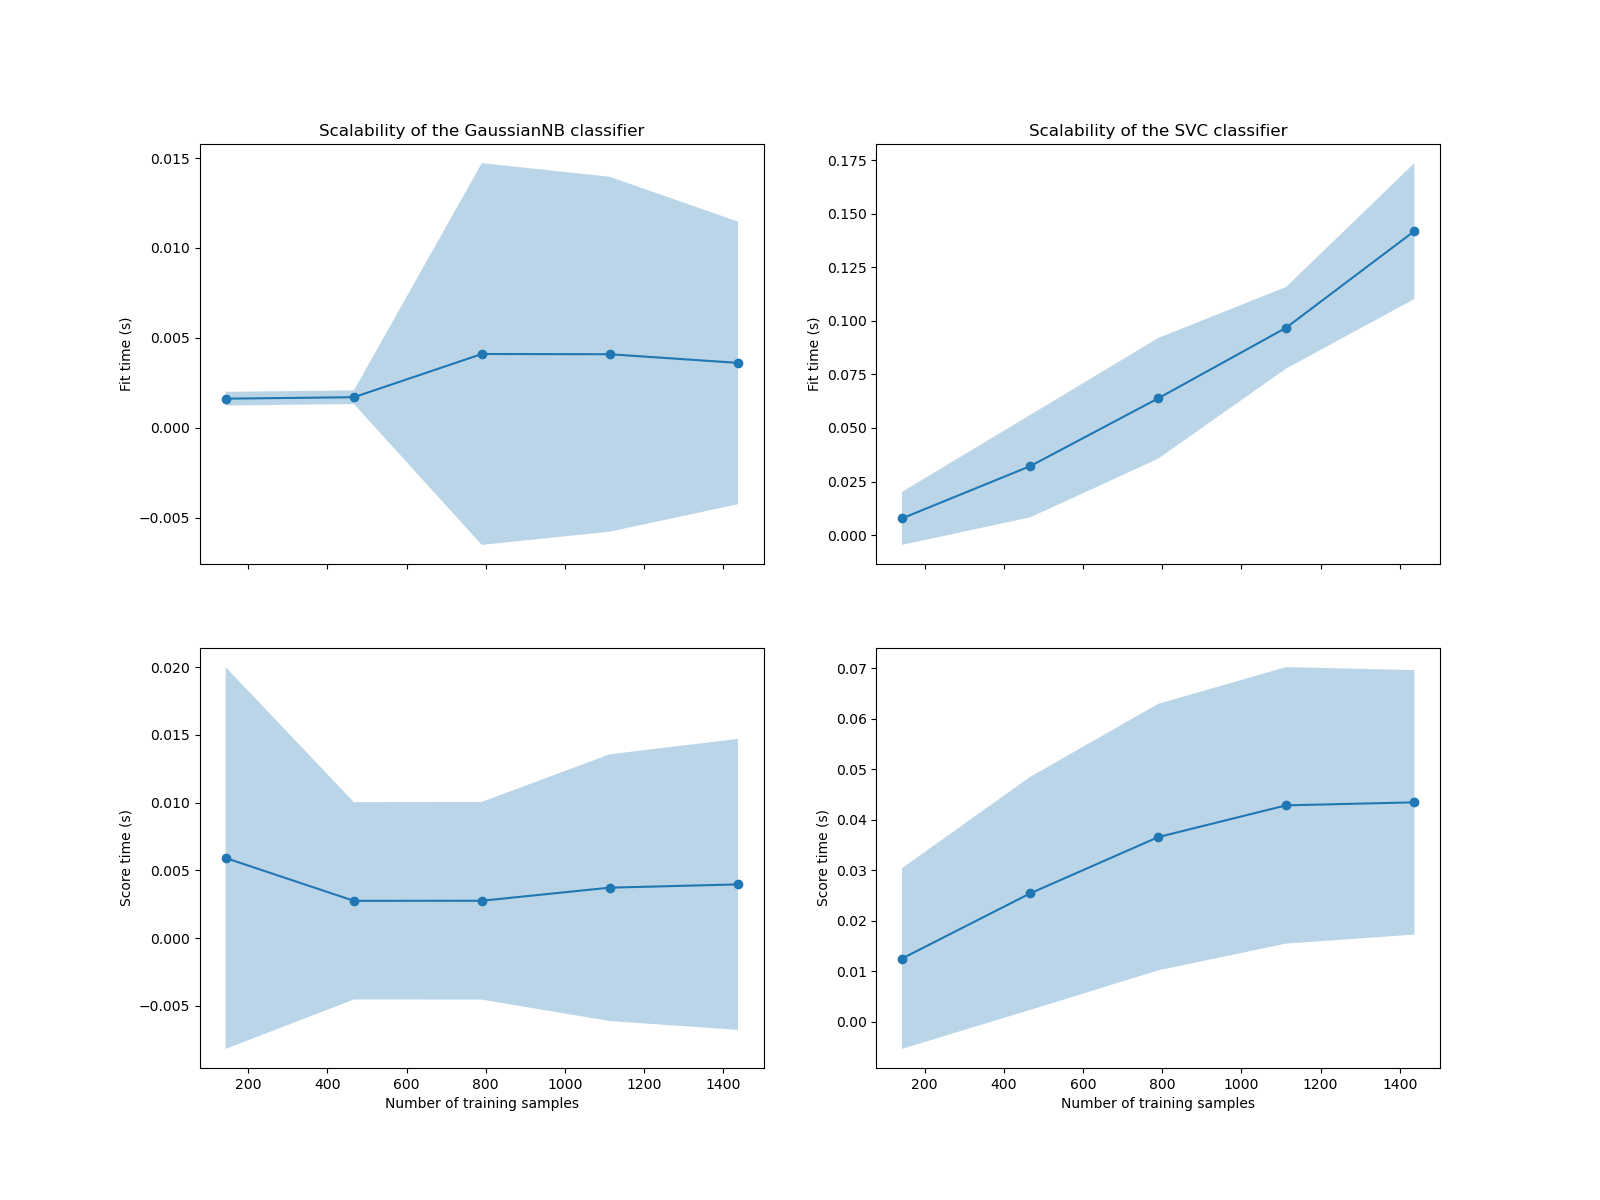 Scalability of the GaussianNB classifier
0.015
0.010
0.005
0.000
−0.005
Fit time (s)
Scalability of the SVC classifier
0.175
0.150
0.125
0.100
0.075
0.050
0.025
0.000
Fit time (s)
0.020
0.015
0.010
0.005
0.000
−0.005
Score time (s)
200 400 600 800 1000 1200 1400
Number of training samples
0.07
0.06
0.05
0.04
0.03
0.02
0.01
0.00
Score time (s)
200 400 600 800 1000 1200 1400
Number of training samples